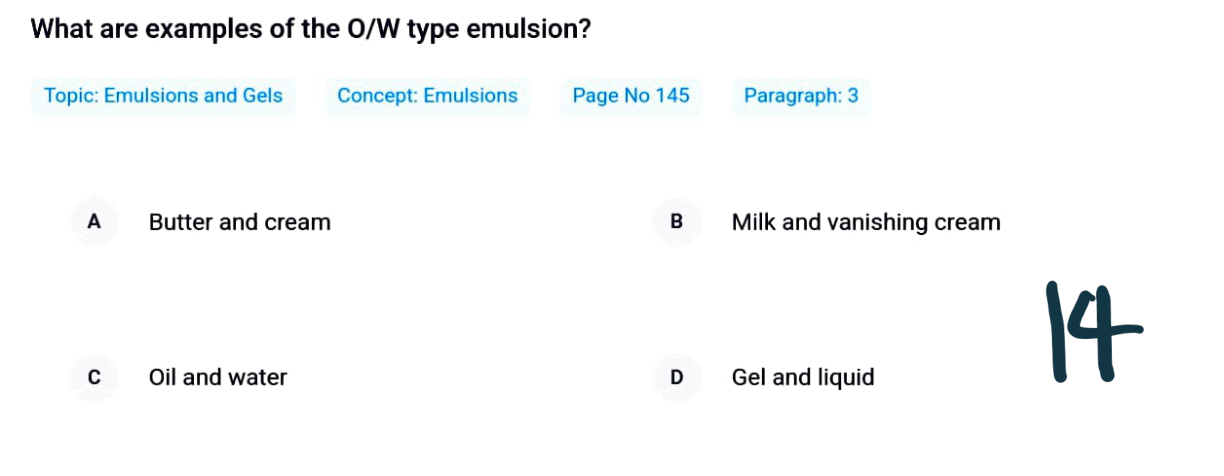 What are examples of the O/W type emulsion?
Topic: Emulsions and Gels Concept: Emulsions Page No 145 Paragraph: 3
A Butter and cream B Milk and vanishing cream
14
C Oil and water D Gel and liquid